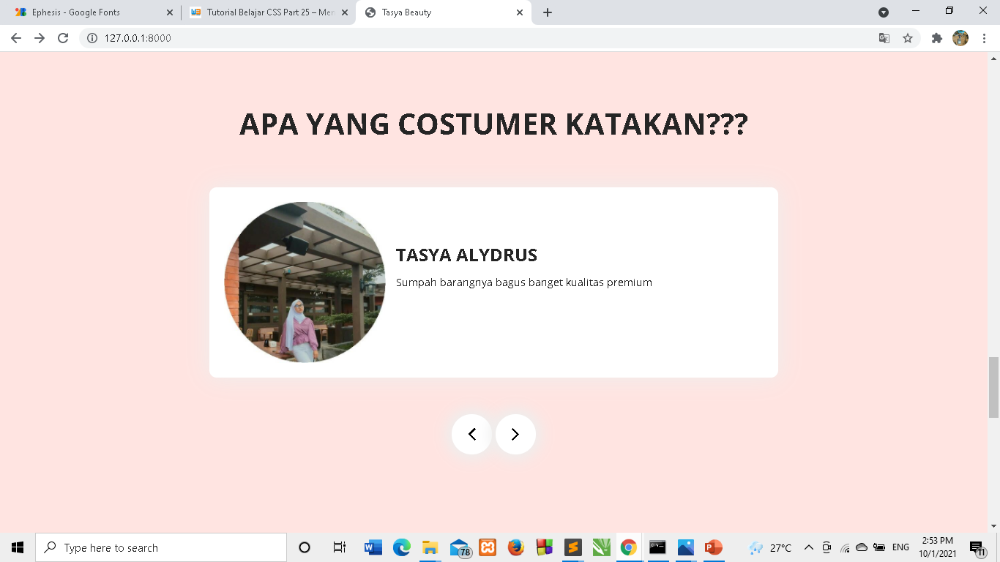 Ephesis - Google Fonts
Tutorial Belajar CSS Part 25 – Men
Tasya Beauty
127.0.0.1:8000
APA YANG COSTUMER KATAKAN???
TASYA ALYDRUS
Sumpah barangnya bagus banget kualitas premium
Type here to search
78
27°C
ENG
2:53 PM
10/1/2021
11